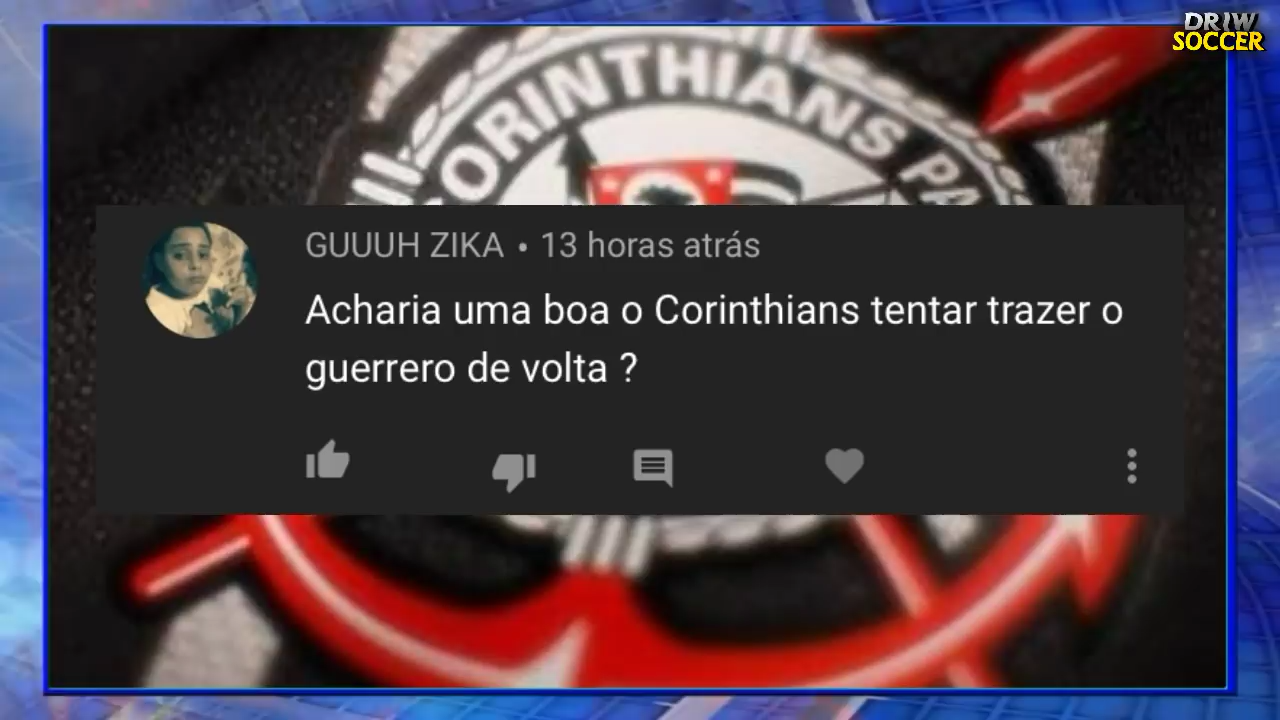 DRIW
SOCCER
CORINTHIANS PA
GUUUH ZIKA • 13 horas atrás
Acharia uma boa o Corinthians tentar trazer o
guerrero de volta ?